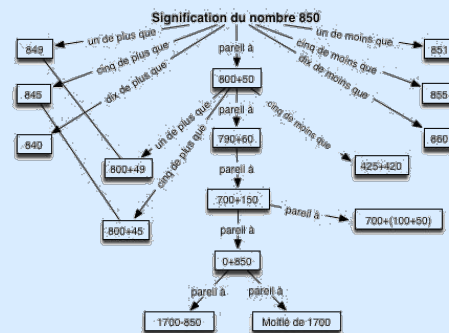 Signification du nombre 850
un de plus que
cinq de plus que
dix de plus que
pareil à
un de moins que
cinq de moins que
dix de moins que
849
845
840
800+50
851
855
860
un de plus que
cinq de plus que
pareil à
cinq de moins que
790+60
800+49
800+45
425+420
pareil à
700+150
pareil à
700+(100+50)
pareil à
0+850
pareil à
pareil à
1700-850
Moitié de 1700